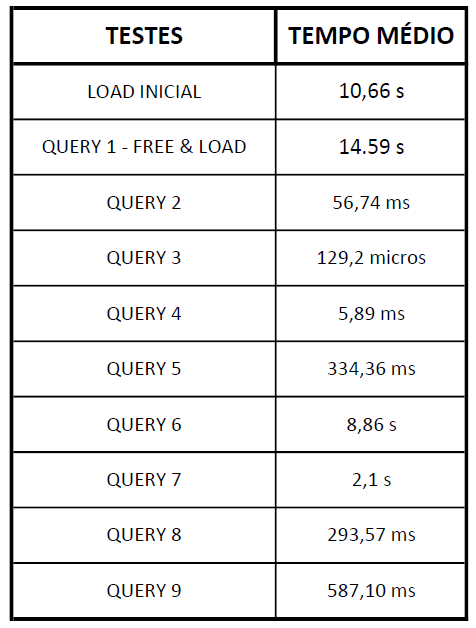 TESTES TEMPO MÉDIO
LOAD INICIAL 10,66 s
QUERY 1 - FREE & LOAD 14.59 s
QUERY 2 56,74 ms
QUERY 3 129,2 micros
QUERY 4 5,89 ms
QUERY 5 334,36 ms
QUERY 6 8,86 s
QUERY 7 2,1 s
QUERY 8 293,57 ms
QUERY 9 587,10 ms